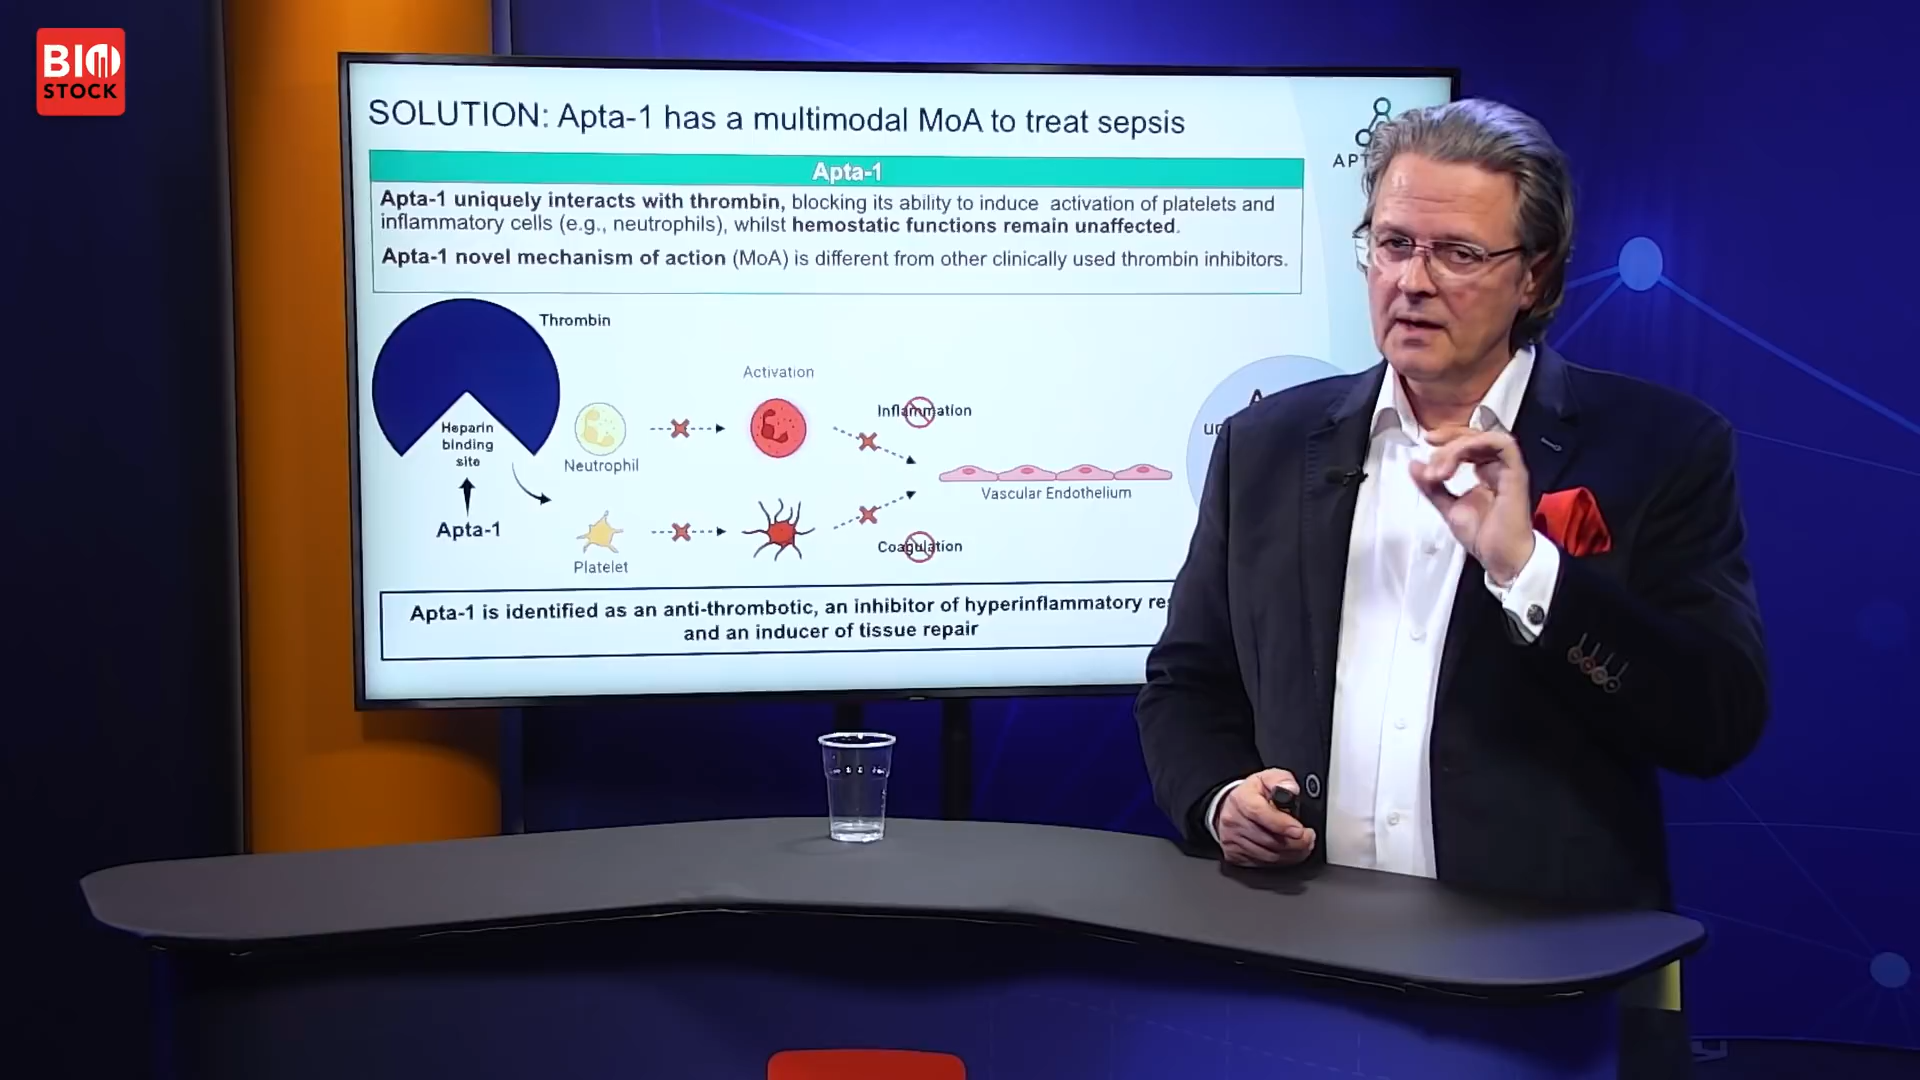 BIO
STOCK
SOLUTION: Apta-1 has a multimodal MoA to treat sepsis
APT
Apta-1
Apta-1 uniquely interacts with thrombin, blocking its ability to induce activation of platelets and
inflammatory cells (e.g., neutrophils), whilst hemostatic functions remain unaffected.
Apta-1 novel mechanism of action (MoA) is different from other clinically used thrombin inhibitors.
Thrombin
Heparin
binding
site
Apta-1
Neutrophil
Platelet
Activation
Inflammation
Coagulation
Vascular Endothelium
Apta-1 is identified as an anti-thrombotic, an inhibitor of hyperinflammatory re
and an inducer of tissue repair